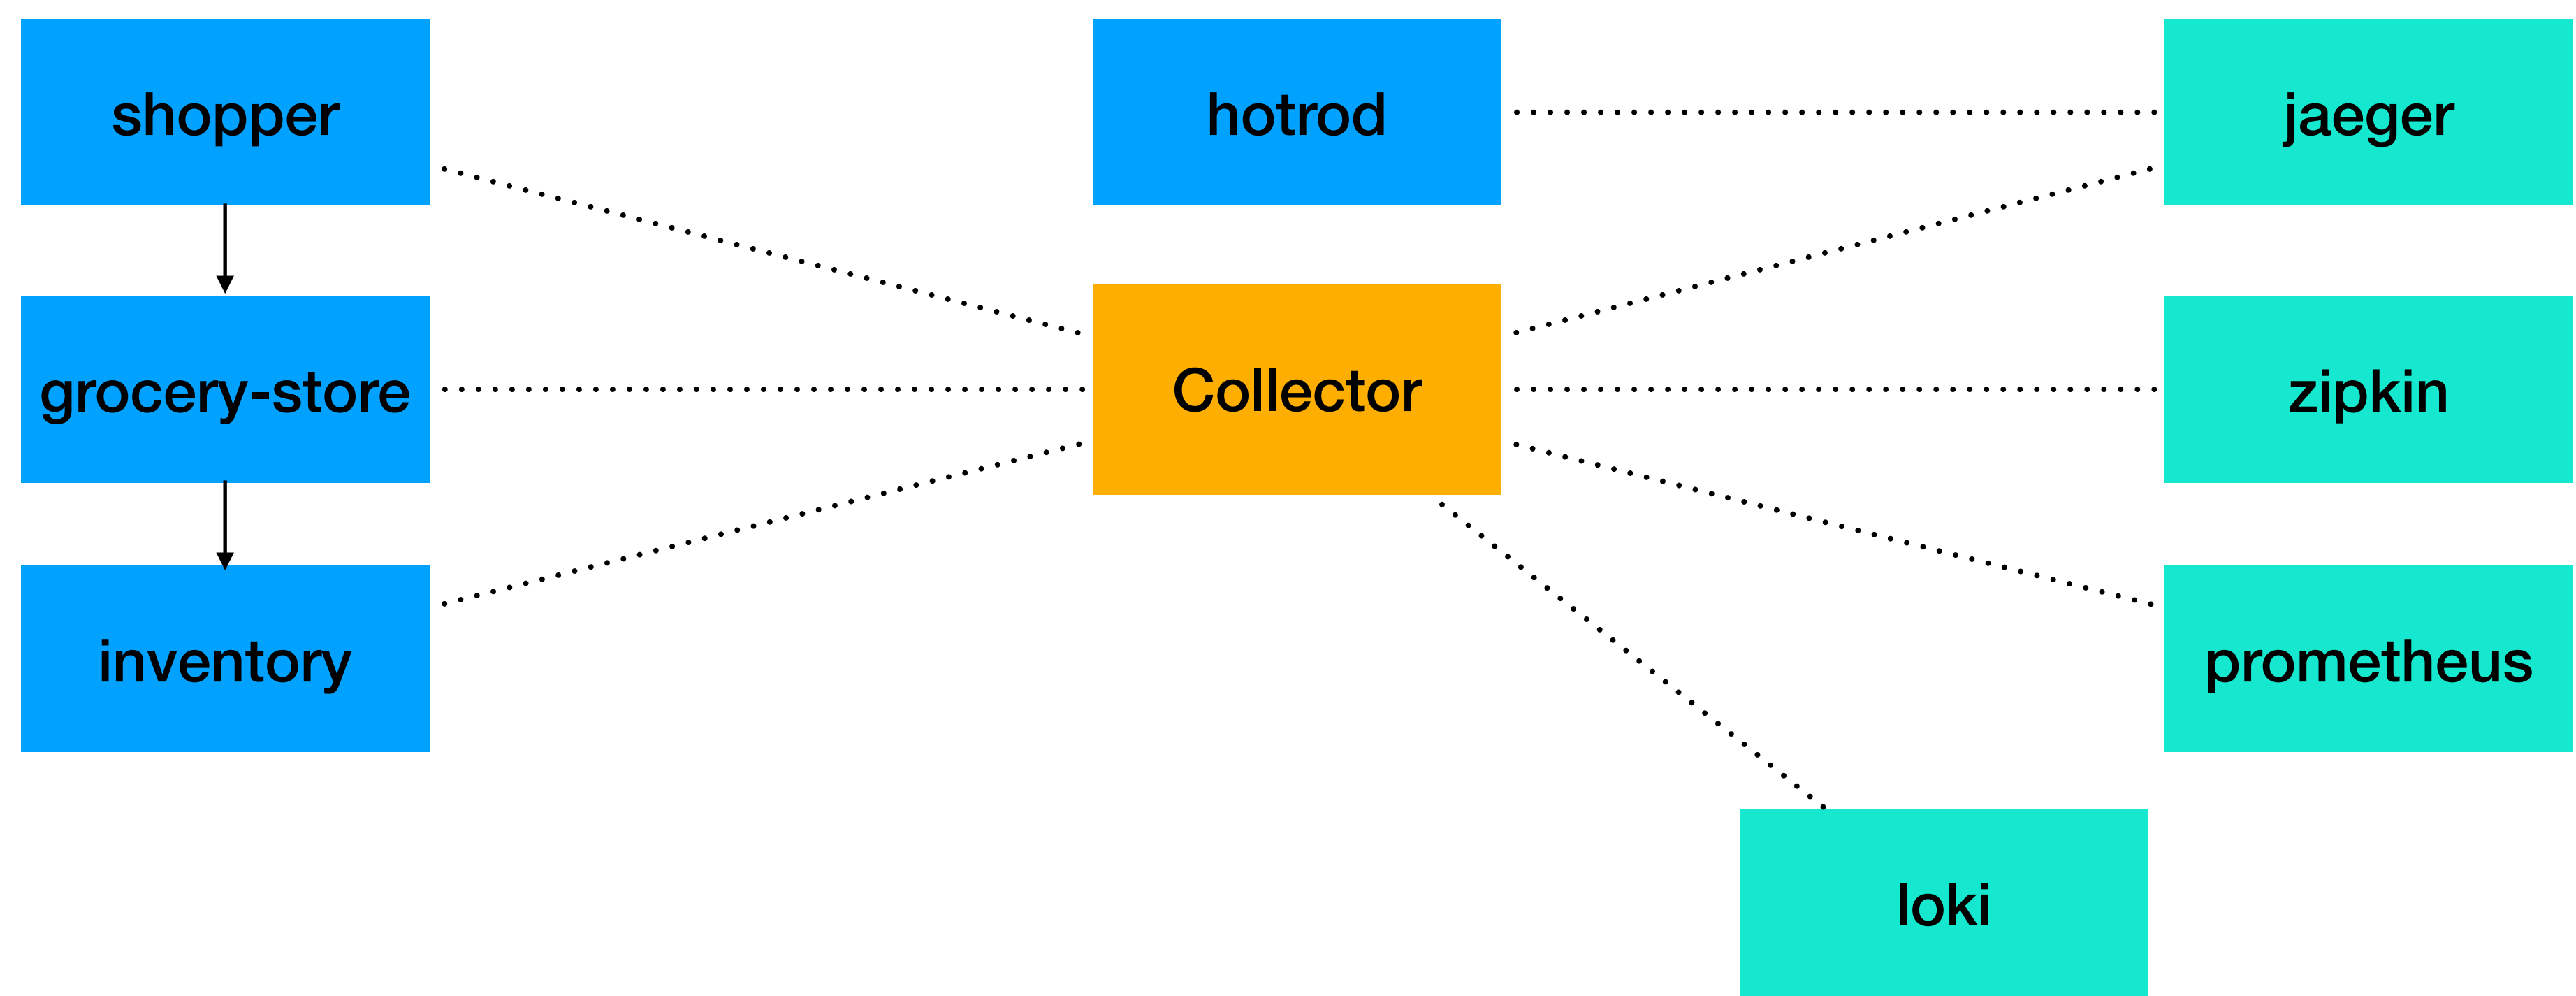 shopper
hotrod
jaeger
grocery-store
Collector
zipkin
inventory
prometheus
loki